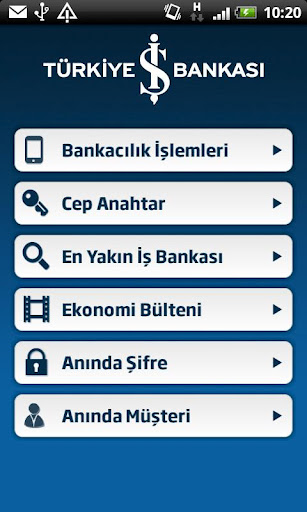 H 10:20
TÜRKİYE İŞ BANKASI
Bankacılık İşlemleri
Cep Anahtar
En Yakın İş Bankası
Ekonomi Bülteni
Anında Şifre
Anında Müşteri